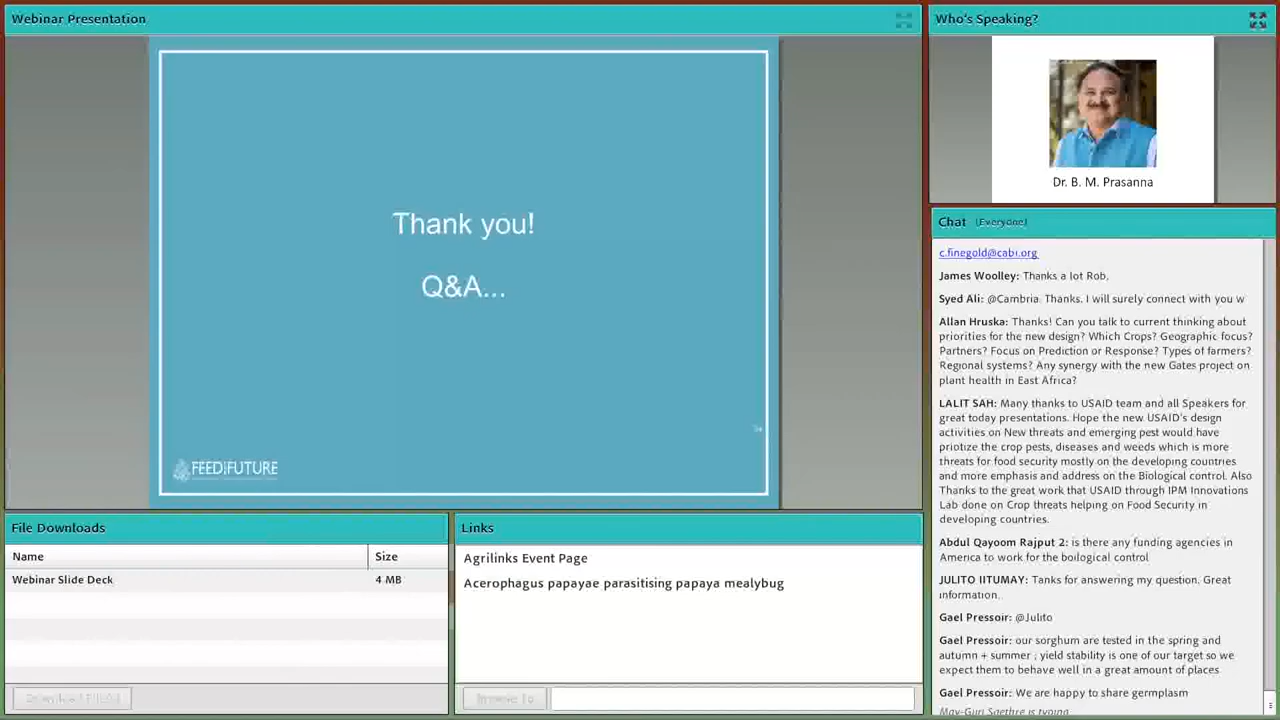 Webinar Presentation
Thank you!
Q&A...
FEED FUTURE
Who's Speaking?
Dr. B. M. Prasanna
Chat (Everyone)
c.finegold@cabi.org
James Woolley: Thanks a lot Rob,
Syed Ali: @Cambria. Thanks. I will surely connect with you w
Allan Hruska: Thanks! Can you talk to current thinking about
priorities for the new design? Which Crops? Geographic focus?
Partners? Focus on Prediction or Response? Types of farmers?
Regional systems? Any synergy with the new Gates project on
plant health in East Africa?
LALIT SAH: Many thanks to USAID team and all Speakers for
great today presentations. Hope the new USAID's design
activities on New threats and emerging pest would have
priotize the crop pests, diseases and weeds which is more
threats for food security mostly on the developing countries
and more emphasis and address on the Biological control. Also
Thanks to the great work that USAID through IPM Innovations
Lab done on Crop threats helping on Food Security in
developing countries.
Abdul Qayoom Rajput 2: is there any funding agencies in
America to work for the boilogical control
JULITO IITUMAY: Tanks for answering my question. Great
information.
Gael Pressoir: @Julito
Gael Pressoir: our sorghum are tested in the spring and
autumn + summer ; yield stability is one of our target so we
expect them to behave well in a great amount of places
Gael Pressoir: We are happy to share germplasm
May-Guri Saethre is typing
File Downloads
Name Size
Webinar Slide Deck 4 MB
Download File(s)
Links
Agrilinks Event Page
Acerophagus papayae parasitising papaya mealybug
Browse To